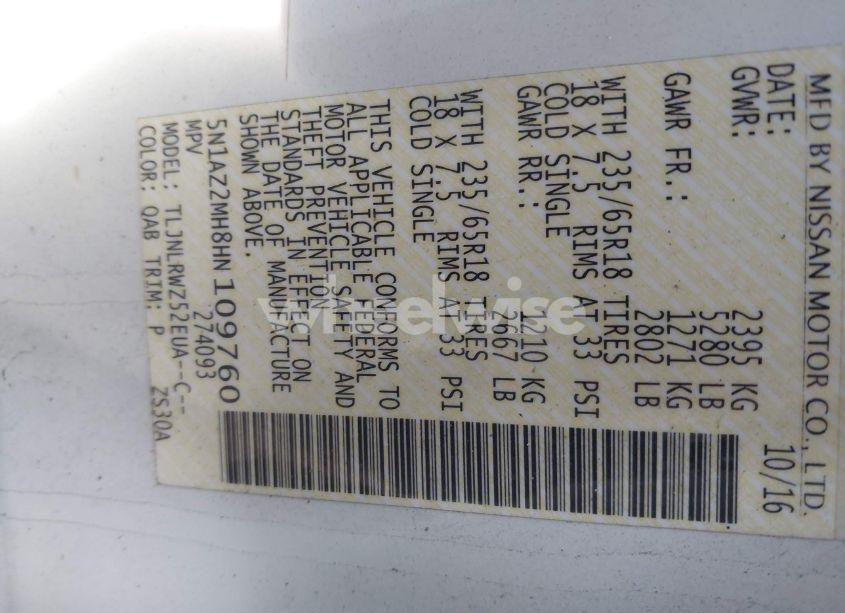 MFD BY NISSAN MOTOR CO., LTD.
DATE: 10/16
GVWR: 2395 KG
5280 LB
GAWR FR.: 1271 KG
2802 LB
WITH 235/65R18 TIRES
18 X 7.5 RIMS AT 33 PSI
COLD SINGLE
GAWR RR.: 1210 KG
2667 LB
WITH 235/65R18 TIRES
18 X 7.5 RIMS AT 33 PSI
COLD SINGLE
THIS VEHICLE CONFORMS TO
ALL APPLICABLE FEDERAL
MOTOR VEHICLE SAFETY AND
THEFT PREVENTION
STANDARDS IN EFFECT ON
THE DATE OF MANUFACTURE
SHOWN ABOVE.
5N1AZ2MH8HN109760
MPV 274093
MODEL: TLJNLRWZ52EUA--C--
COLOR: QAB TRIM: P ZS30A
wheelwise